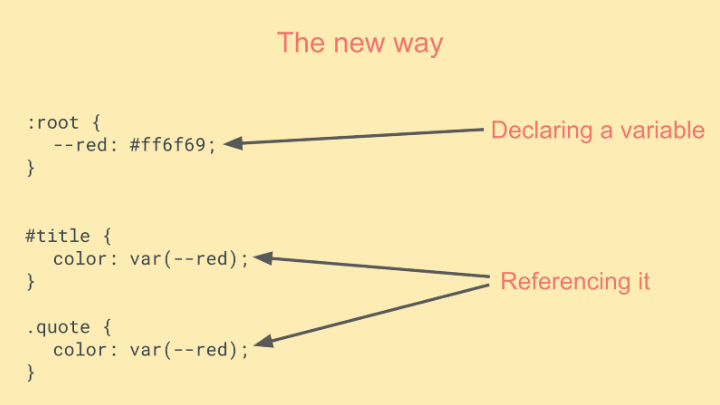 The new way
:root {
--red: #ff6f69;
}
Declaring a variable
#title {
color: var(--red);
}
Referencing it
.quote {
color: var(--red);
}